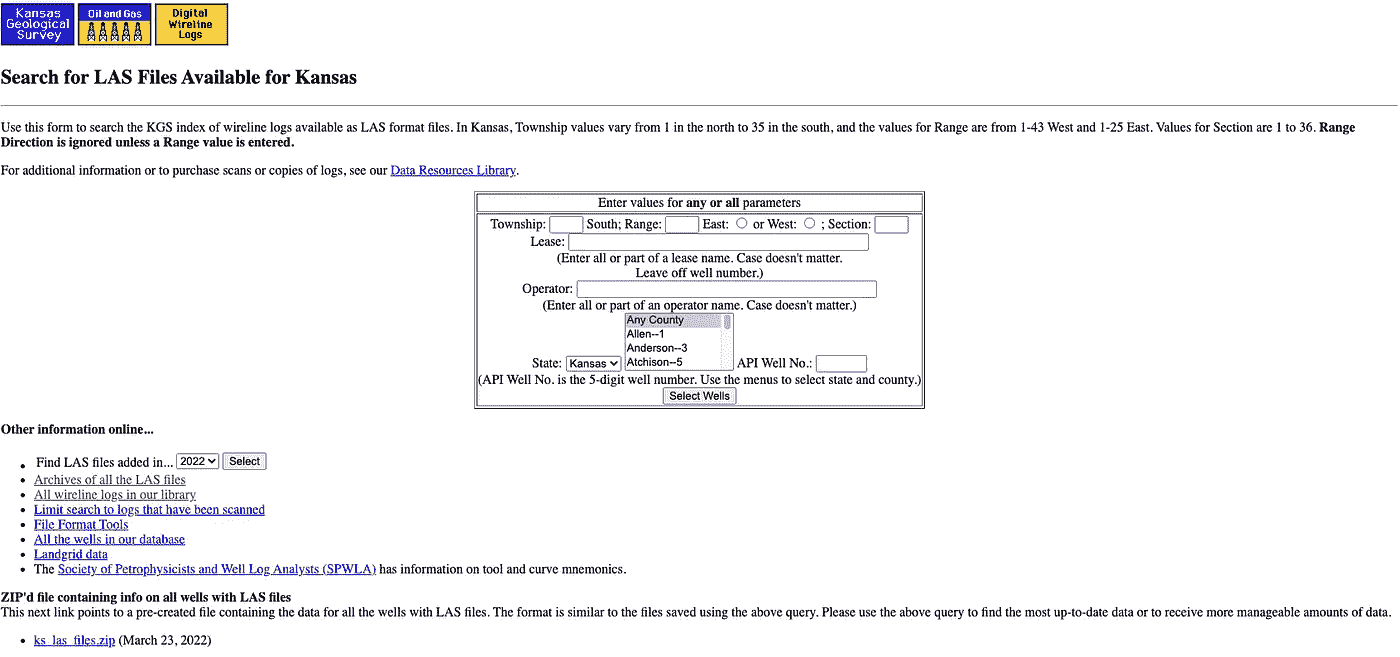 Kansas
Geological
Survey
Oil and Gas
Digital
Wireline
Logs
Search for LAS Files Available for Kansas
Use this form to search the KGS index of wireline logs available as LAS format files. In Kansas, Township values vary from 1 in the north to 35 in the south, and the values for Range are from 1-43 West and 1-25 East. Values for Section are 1 to 36. Range
Direction is ignored unless a Range value is entered.
For additional information or to purchase scans or copies of logs, see our Data Resources Library.
Enter values for any or all parameters
Township: South; Range: East: or West: ; Section:
Lease:
(Enter all or part of a lease name. Case doesn't matter.
Leave off well number.)
Operator:
(Enter all or part of an operator name. Case doesn't matter.)
Any County
Allen--1
Anderson--3
State: Kansas Atchison--5 API Well No.:
(API Well No. is the 5-digit well number. Use the menus to select state and county.)
Select Wells
Other information online...
Find LAS files added in... 2022 Select
Archives of all the LAS files
All wireline logs in our library
Limit search to logs that have been scanned
File Format Tools
All the wells in our database
Landgrid data
The Society of Petrophysicists and Well Log Analysts (SPWLA) has information on tool and curve mnemonics.
ZIP'd file containing info on all wells with LAS files
This next link points to a pre-created file containing the data for all the wells with LAS files. The format is similar to the files saved using the above query. Please use the above query to find the most up-to-date data or to receive more manageable amounts of data.
ks_las_files.zip (March 23, 2022)